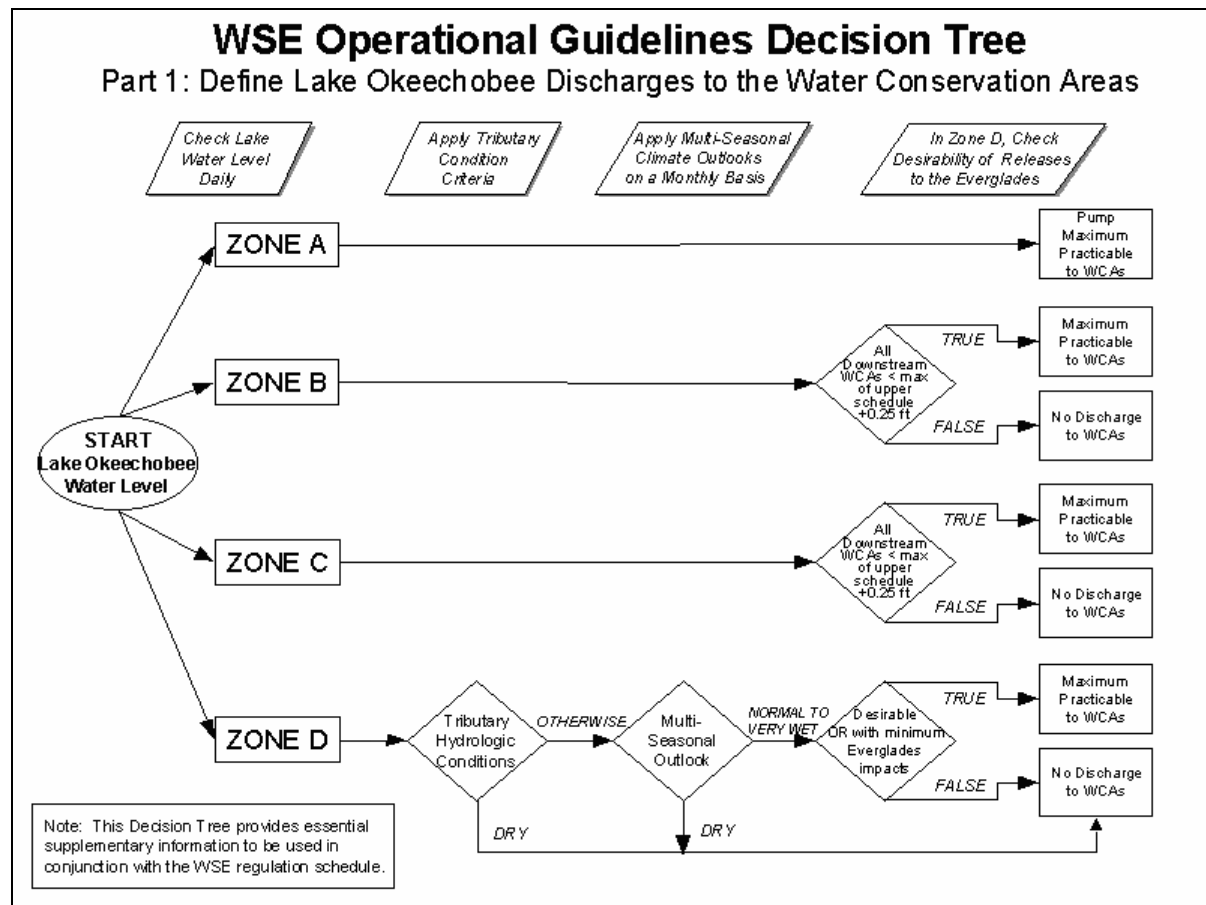 WSE Operational Guidelines Decision Tree
Part 1: Define Lake Okeechobee Discharges to the Water Conservation Areas
Check Lake
Water Level
Daily
Apply Tributary
Condition
Criteria
Apply Multi-Seasonal
Climate Outlooks
on a Monthly Basis
In Zone D, Check
Desirability of Releases
to the Everglades
START
Lake Okeechobee
Water Level
ZONE A
Pump
Maximum
Practicable
to WCAs
ZONE B
All
Downstream
WCAs < max
of upper
schedule
+0.25 ft
TRUE
Maximum
Practicable
to WCAs
FALSE
No Discharge
to WCAs
ZONE C
All
Downstream
WCAs < max
of upper
schedule
+0.25 ft
TRUE
Maximum
Practicable
to WCAs
FALSE
No Discharge
to WCAs
ZONE D
Tributary
Hydrologic
Conditions
OTHERWISE
Multi-
Seasonal
Outlook
NORMAL TO
VERY WET
Desirable
OR with minimum
Everglades
impacts
TRUE
Maximum
Practicable
to WCAs
FALSE
No Discharge
to WCAs
DRY
DRY
Note: This Decision Tree provides essential
supplementary information to be used in
conjunction with the WSE regulation schedule.